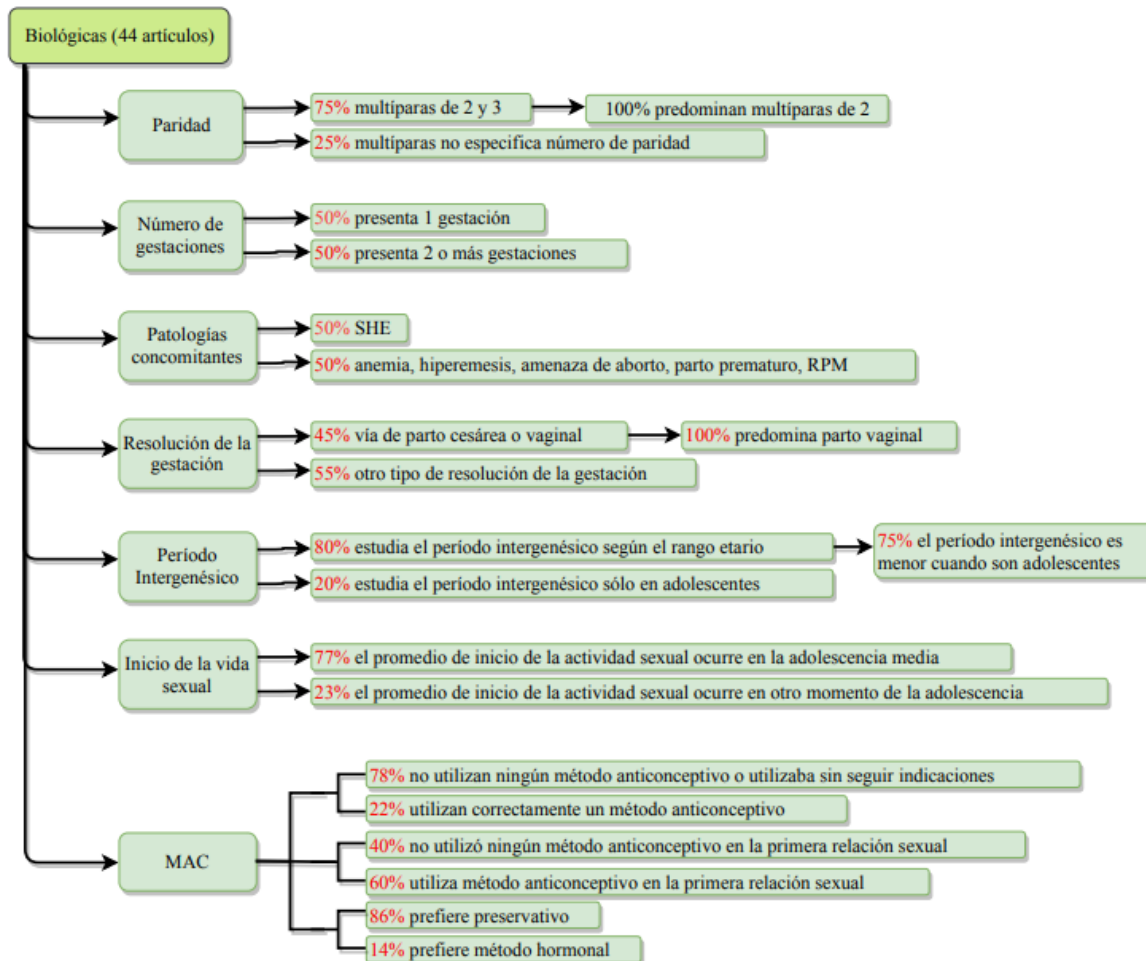 Biológicas (44 artículos)
Paridad
75% multíparas de 2 y 3
100% predominan multíparas de 2
25% multíparas no especifica número de paridad
Número de
gestaciones
50% presenta 1 gestación
50% presenta 2 o más gestaciones
Patologías
concomitantes
50% SHE
50% anemia, hiperemesis, amenaza de aborto, parto prematuro, RPM
Resolución de la
gestación
45% vía de parto cesárea o vaginal
100% predomina parto vaginal
55% otro tipo de resolución de la gestación
Período
Intergenésico
80% estudia el período intergenésico según el rango etario
75% el período intergenésico es
menor cuando son adolescentes
20% estudia el período intergenésico sólo en adolescentes
Inicio de la vida
sexual
77% el promedio de inicio de la actividad sexual ocurre en la adolescencia media
23% el promedio de inicio de la actividad sexual ocurre en otro momento de la adolescencia
MAC
78% no utilizan ningún método anticonceptivo o utilizaba sin seguir indicaciones
22% utilizan correctamente un método anticonceptivo
40% no utilizó ningún método anticonceptivo en la primera relación sexual
60% utiliza método anticonceptivo en la primera relación sexual
86% prefiere preservativo
14% prefiere método hormonal